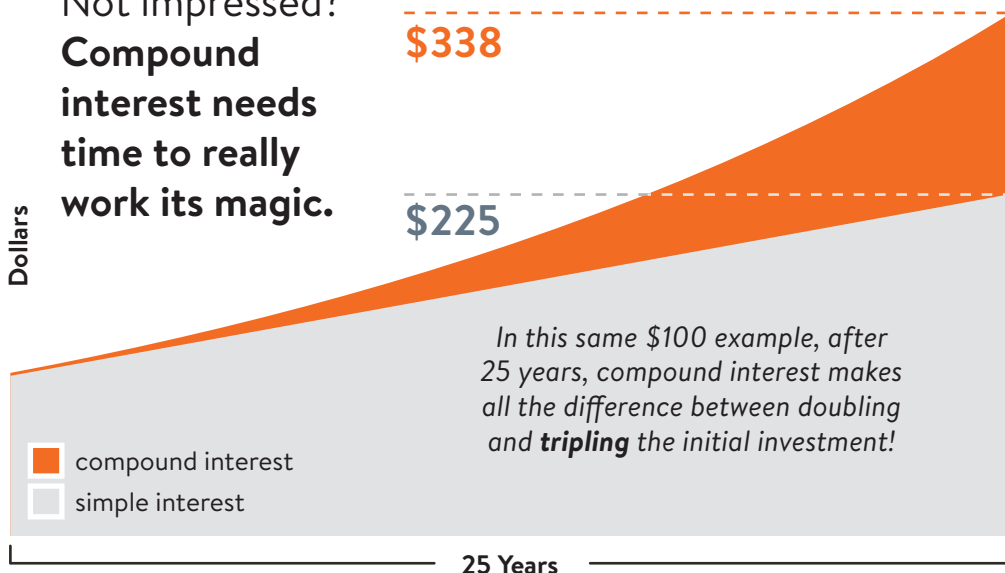 Not impressed?
Compound
interest needs
time to really
work its magic.
$338
$225
Dollars
In this same $100 example, after
25 years, compound interest makes
all the difference between doubling
and tripling the initial investment!
compound interest
simple interest
25 Years